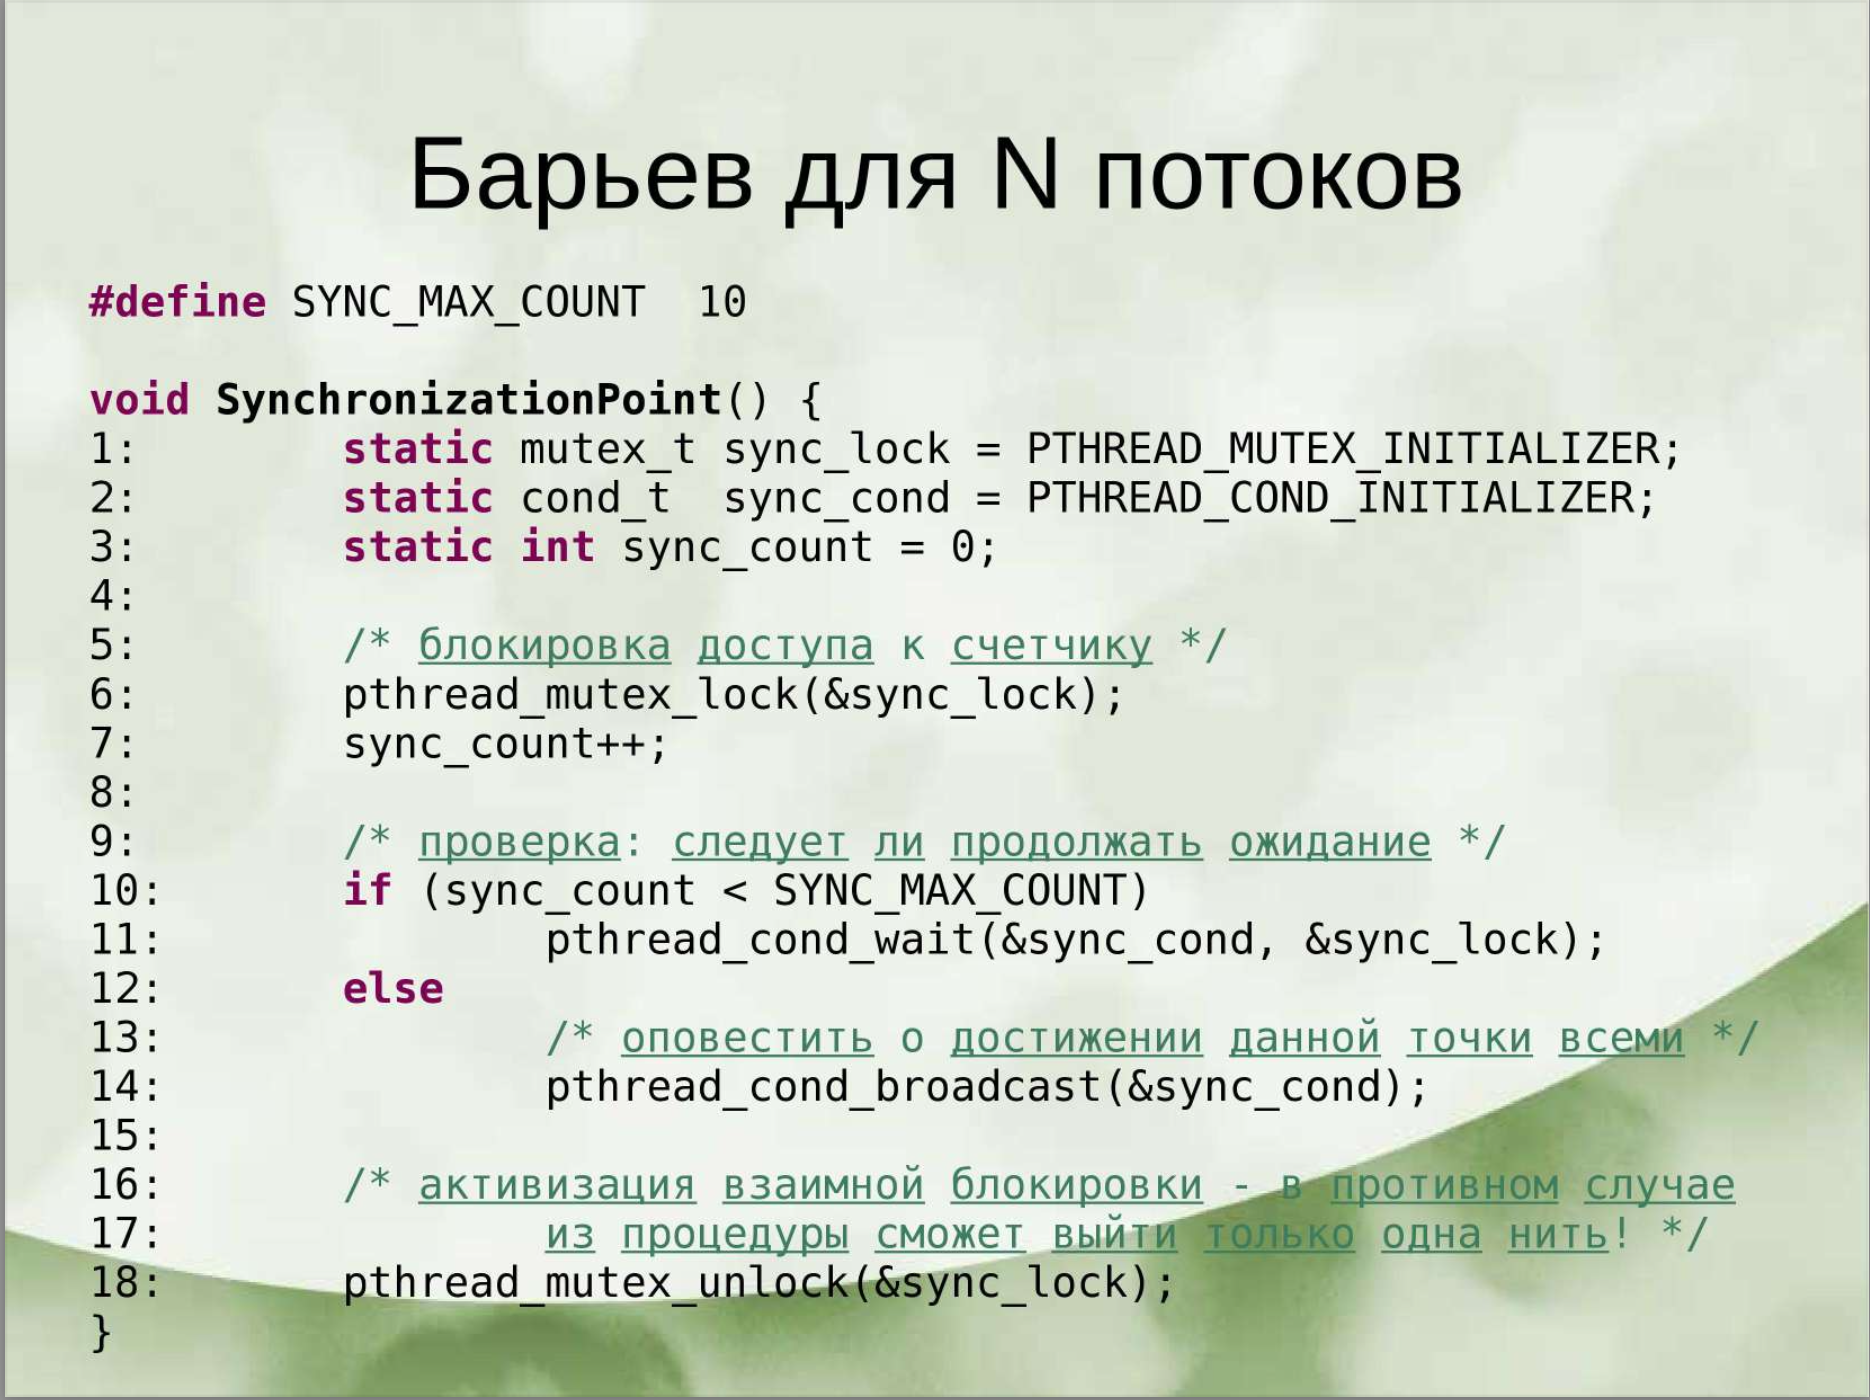 Барьев для N потоков
#define SYNC_MAX_COUNT  10
void SynchronizationPoint() {
1:        static mutex_t sync_lock = PTHREAD_MUTEX_INITIALIZER;
2:        static cond_t  sync_cond = PTHREAD_COND_INITIALIZER;
3:        static int sync_count = 0;
4:
5:        /* блокировка доступа к счетчику */
6:        pthread_mutex_lock(&sync_lock);
7:        sync_count++;
8:
9:        /* проверка: следует ли продолжать ожидание */
10:       if (sync_count < SYNC_MAX_COUNT)
11:               pthread_cond_wait(&sync_cond, &sync_lock);
12:       else
13:               /* оповестить о достижении данной точки всеми */
14:               pthread_cond_broadcast(&sync_cond);
15:
16:       /* активизация взаимной блокировки - в противном случае
17:               из процедуры сможет выйти только одна нить! */
18:       pthread_mutex_unlock(&sync_lock);
}